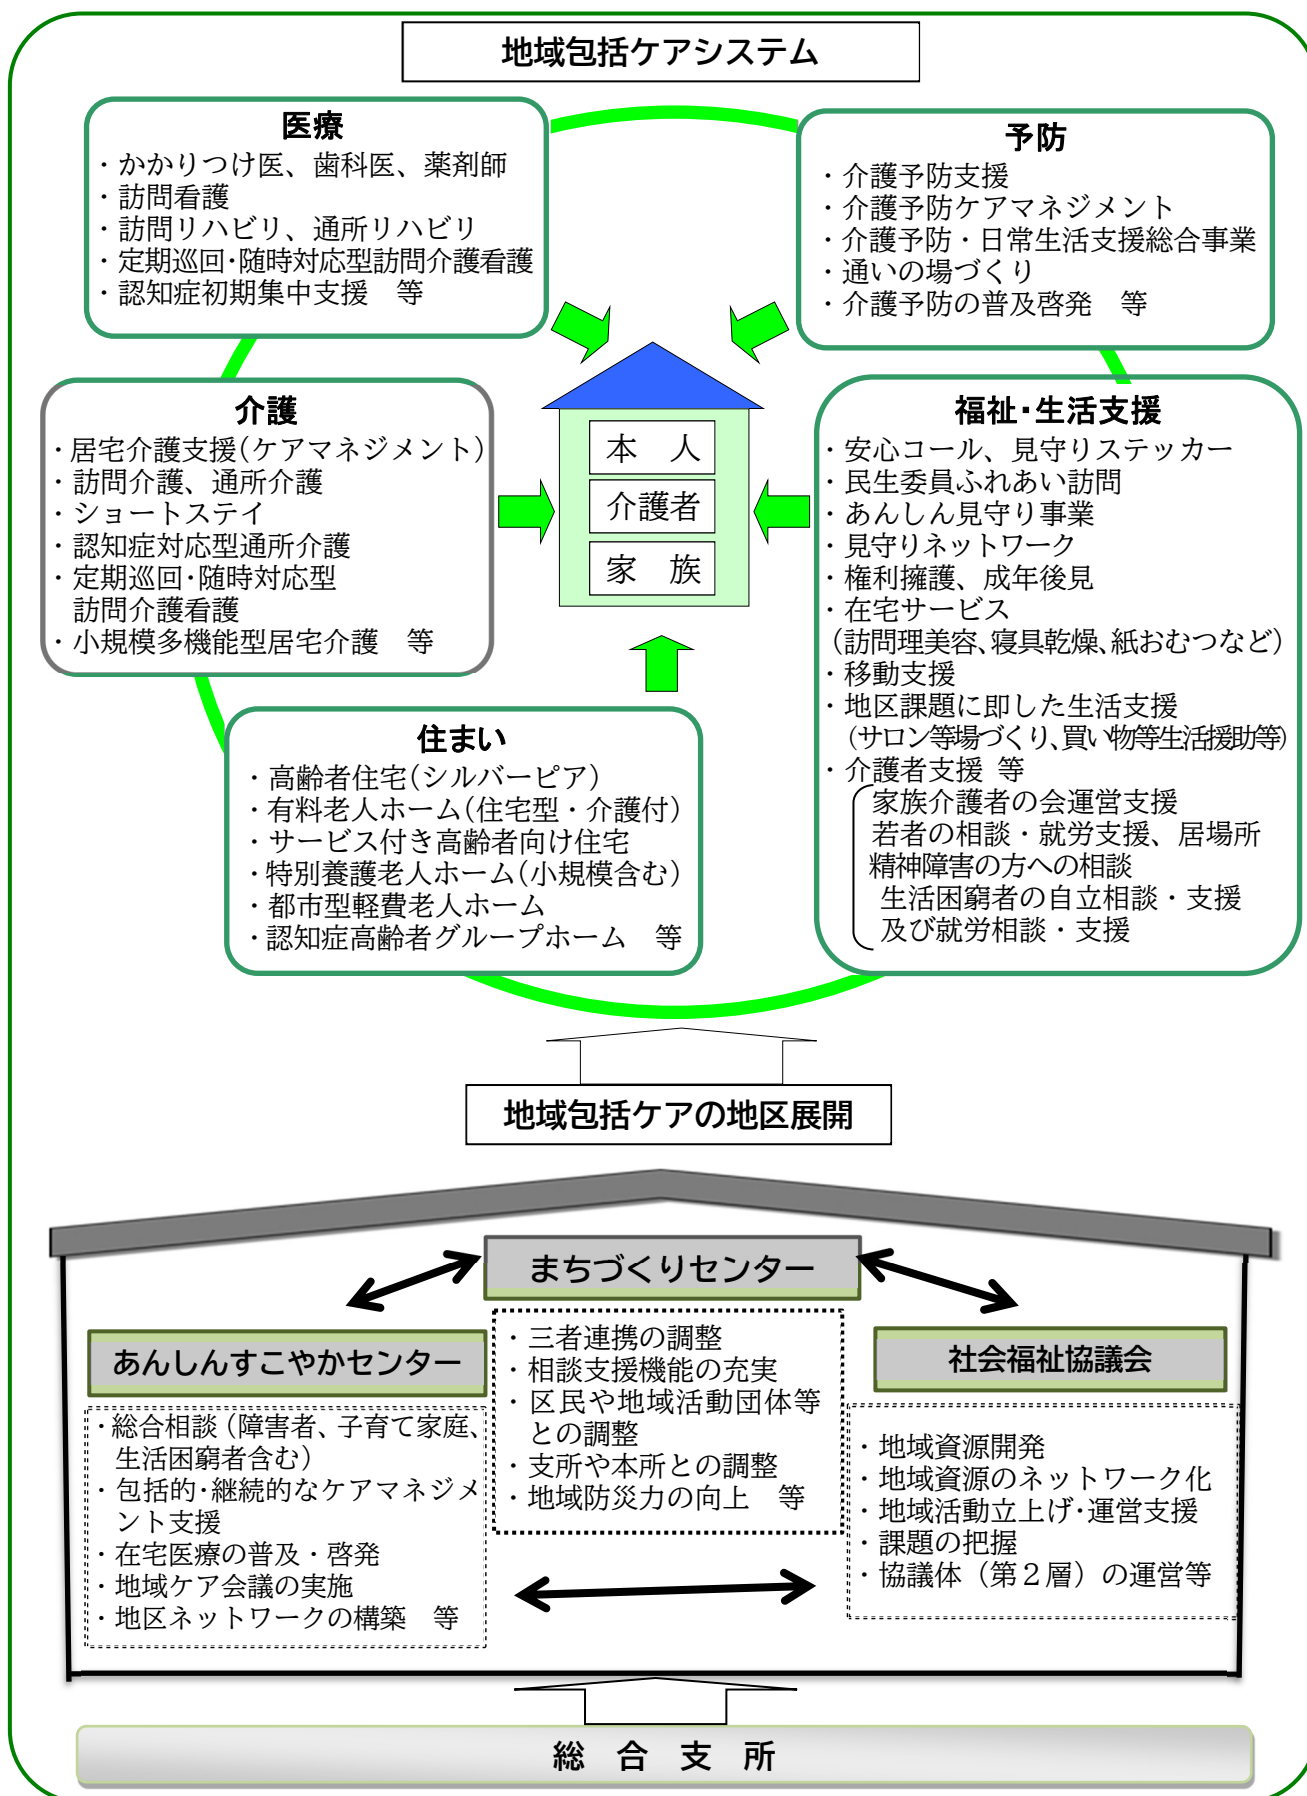 地域包括ケアシステム
医療
・かかりつけ医、歯科医、薬剤師
・訪問看護
・訪問リハビリ、通所リハビリ
・定期巡回･随時対応型訪問介護看護
・認知症初期集中支援　等
予防
・介護予防支援
・介護予防ケアマネジメント
・介護予防・日常生活支援総合事業
・通いの場づくり
・介護予防の普及啓発　等
介護
・居宅介護支援(ケアマネジメント)
・訪問介護、通所介護
・ショートステイ
・認知症対応型通所介護
・定期巡回･随時対応型
訪問介護看護
・小規模多機能型居宅介護　等
本　人
介護者
家　族
福祉・生活支援
・安心コール、見守りステッカー
・民生委員ふれあい訪問
・あんしん見守り事業
・見守りネットワーク
・権利擁護、成年後見
・在宅サービス
(訪問理美容、寝具乾燥、紙おむつなど)
・移動支援
・地区課題に即した生活支援
（サロン等場づくり、買い物等生活援助等）
・介護者支援 等
家族介護者の会運営支援
若者の相談・就労支援、居場所
精神障害の方への相談
生活困窮者の自立相談・支援
及び就労相談・支援
住まい
・高齢者住宅(シルバーピア)
・有料老人ホーム(住宅型・介護付)
・サービス付き高齢者向け住宅
・特別養護老人ホーム(小規模含む)
・都市型軽費老人ホーム
・認知症高齢者グループホーム　等
地域包括ケアの地区展開
まちづくりセンター
・三者連携の調整
・相談支援機能の充実
・区民や地域活動団体等
との調整
・支所や本所との調整
・地域防災力の向上　等
あんしんすこやかセンター
・総合相談（障害者、子育て家庭、
生活困窮者含む）
・包括的･継続的なケアマネジメ
ント支援
・在宅医療の普及・啓発
・地域ケア会議の実施
・地区ネットワークの構築　等
社会福祉協議会
・地域資源開発
・地域資源のネットワーク化
・地域活動立上げ･運営支援
・課題の把握
・協議体（第２層）の運営等
総　合　支　所